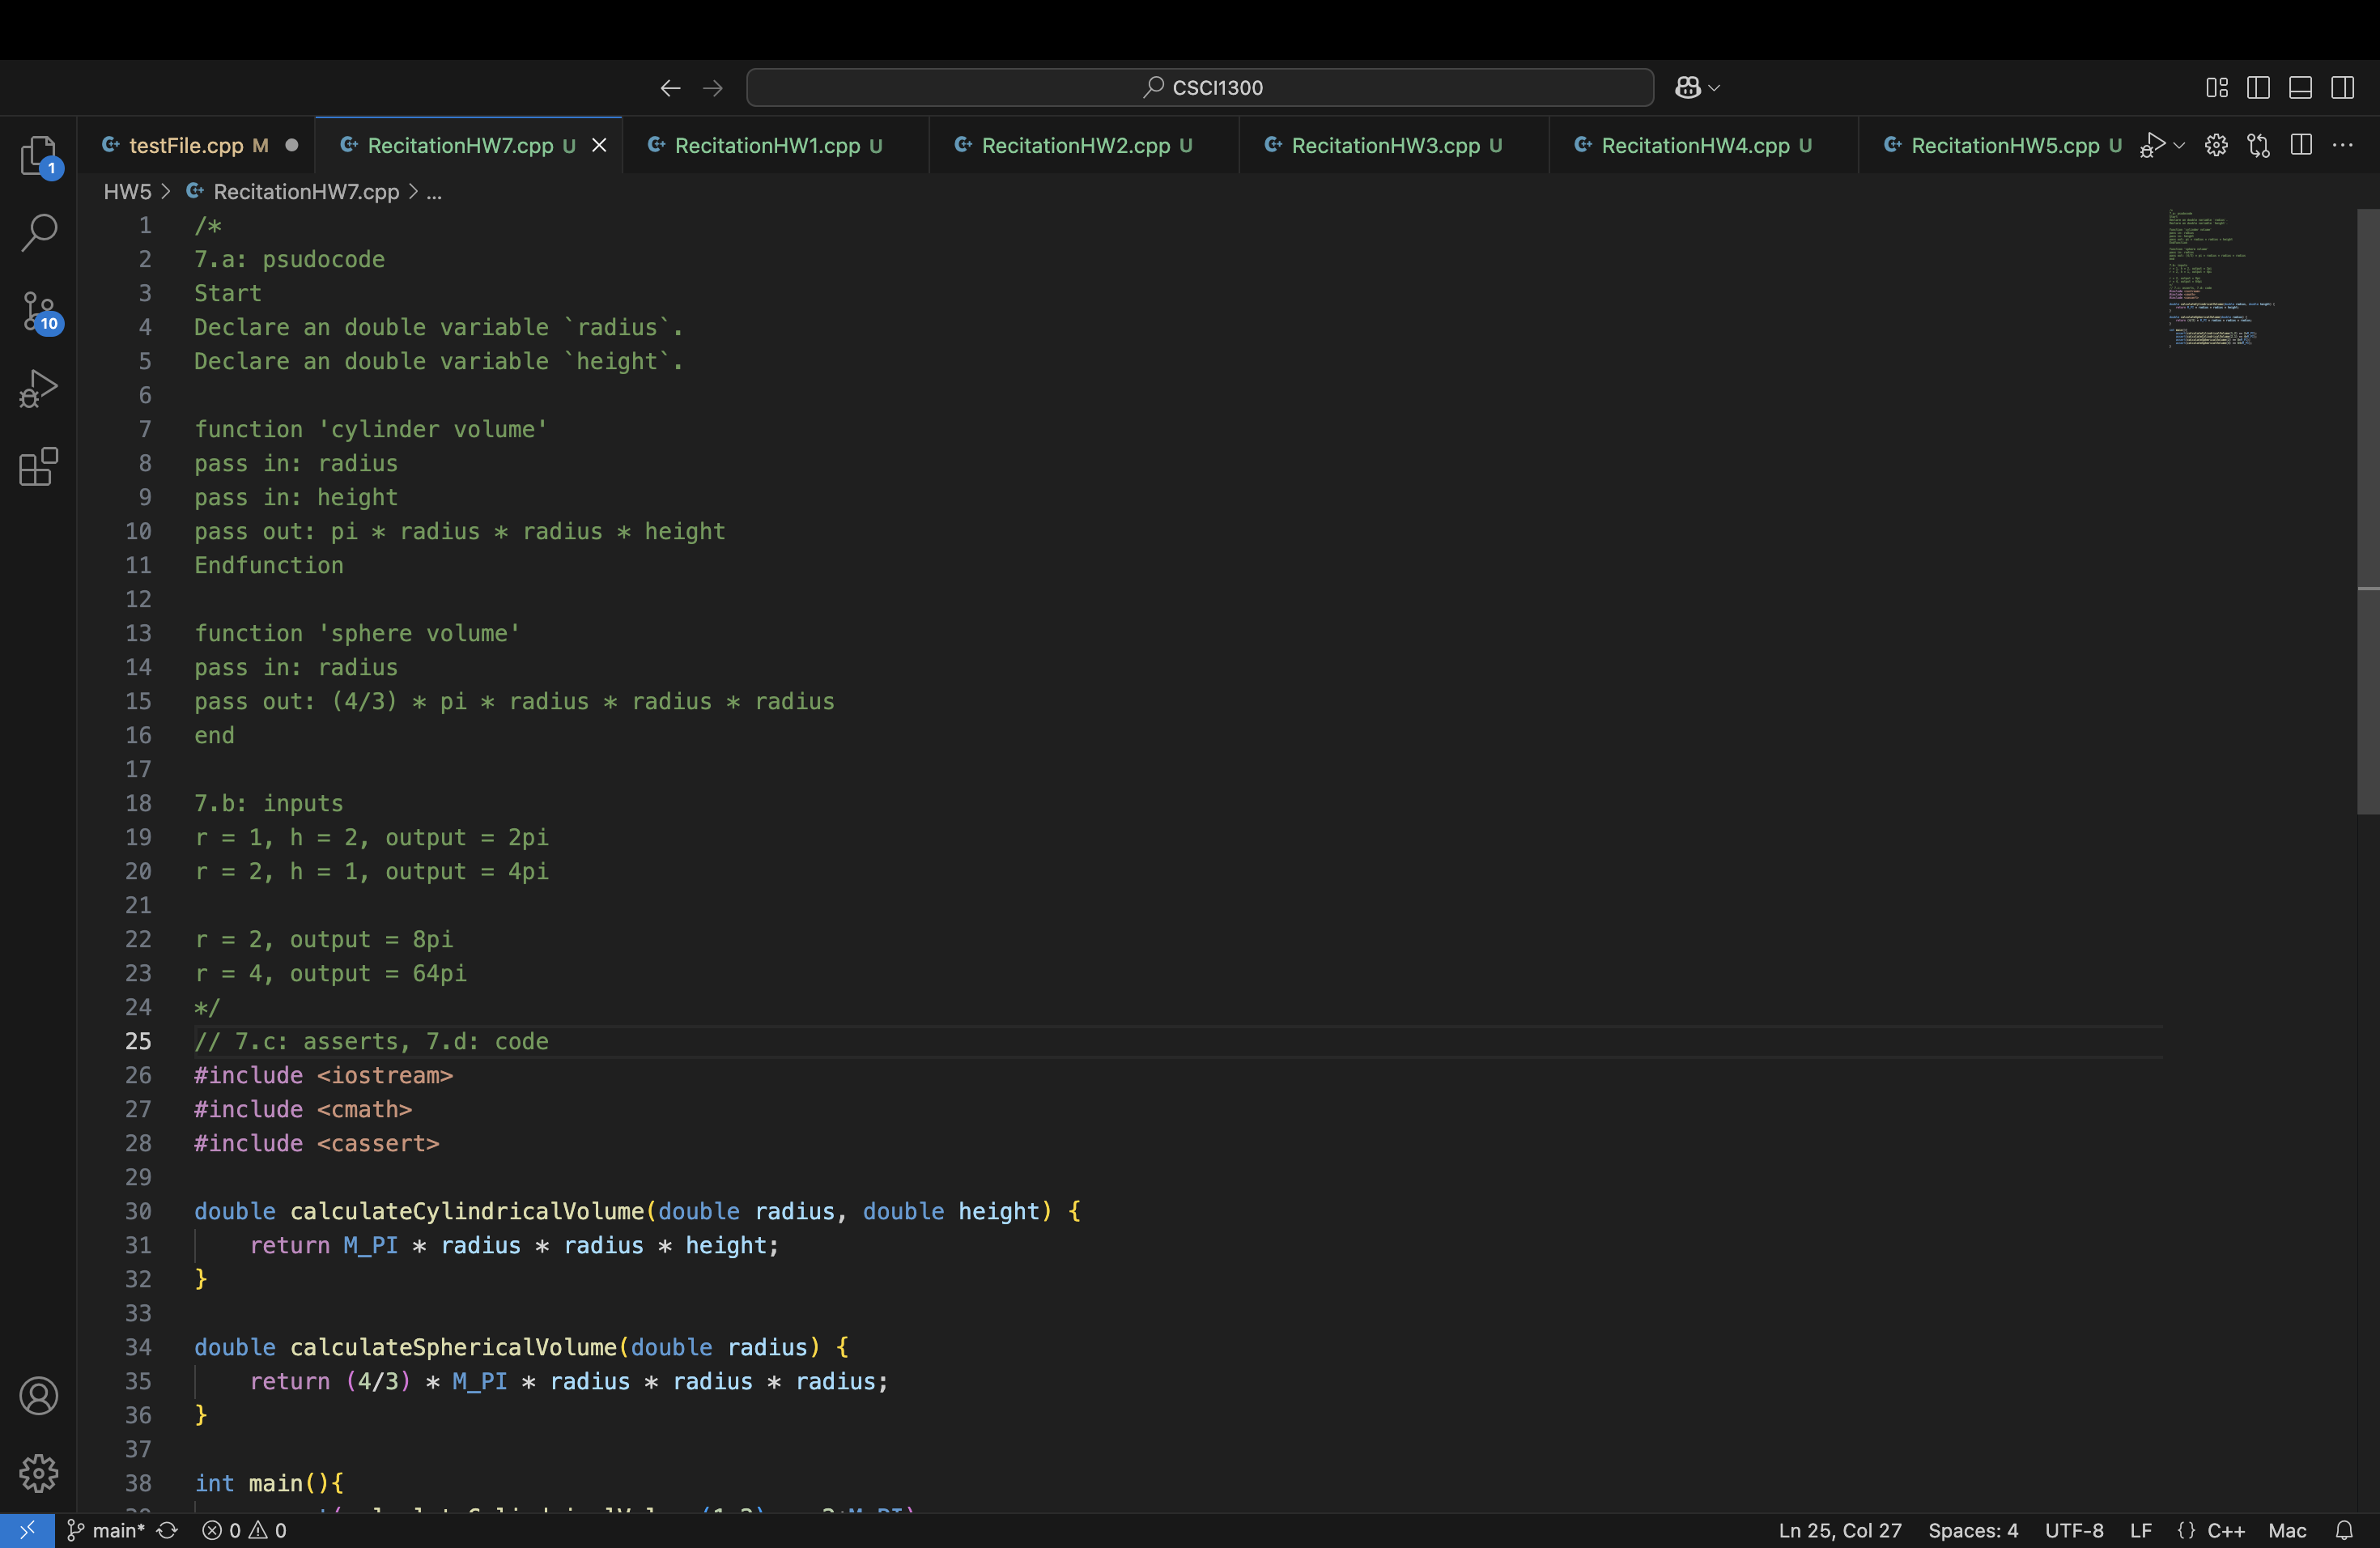 CSCI1300
testFile.cpp M
RecitationHW7.cpp U
RecitationHW1.cpp U
RecitationHW2.cpp U
RecitationHW3.cpp U
RecitationHW4.cpp U
RecitationHW5.cpp U
1
10
HW5 > RecitationHW7.cpp > ...
1 /*
2 7.a: psudocode
3 Start
4 Declare an double variable `radius`.
5 Declare an double variable `height`.
6
7 function 'cylinder volume'
8 pass in: radius
9 pass in: height
10 pass out: pi * radius * radius * height
11 Endfunction
12
13 function 'sphere volume'
14 pass in: radius
15 pass out: (4/3) * pi * radius * radius * radius
16 end
17
18 7.b: inputs
19 r = 1, h = 2, output = 2pi
20 r = 2, h = 1, output = 4pi
21
22 r = 2, output = 8pi
23 r = 4, output = 64pi
24 */
25 // 7.c: asserts, 7.d: code
26 #include <iostream>
27 #include <cmath>
28 #include <cassert>
29
30 double calculateCylindricalVolume(double radius, double height) {
31 return M_PI * radius * radius * height;
32 }
33
34 double calculateSphericalVolume(double radius) {
35 return (4/3) * M_PI * radius * radius * radius;
36 }
37
38 int main(){
main* 0 0
Ln 25, Col 27 Spaces: 4 UTF-8 LF {} C++ Mac